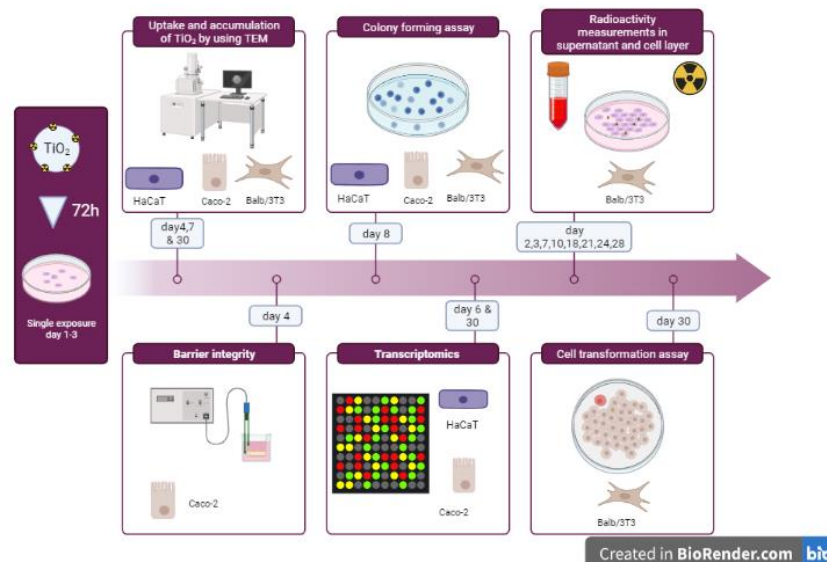 Uptake and accumulation
of TiO₂ by using TEM
HaCaT
Caco-2
Balb/3T3
Colony forming assay
HaCaT
Caco-2
Balb/3T3
Radioactivity
measurements in
supernatant and cell layer
Balb/3T3
TiO₂
72h
Single exposure
day 1-3
day4,7
& 30
day 8
day
2,3,7,10,18,21,24,28
day 4
day 6 &
30
day 30
Barrier integrity
Caco-2
Transcriptomics
HaCaT
Caco-2
Cell transformation assay
Balb/3T3
Created in BioRender.com